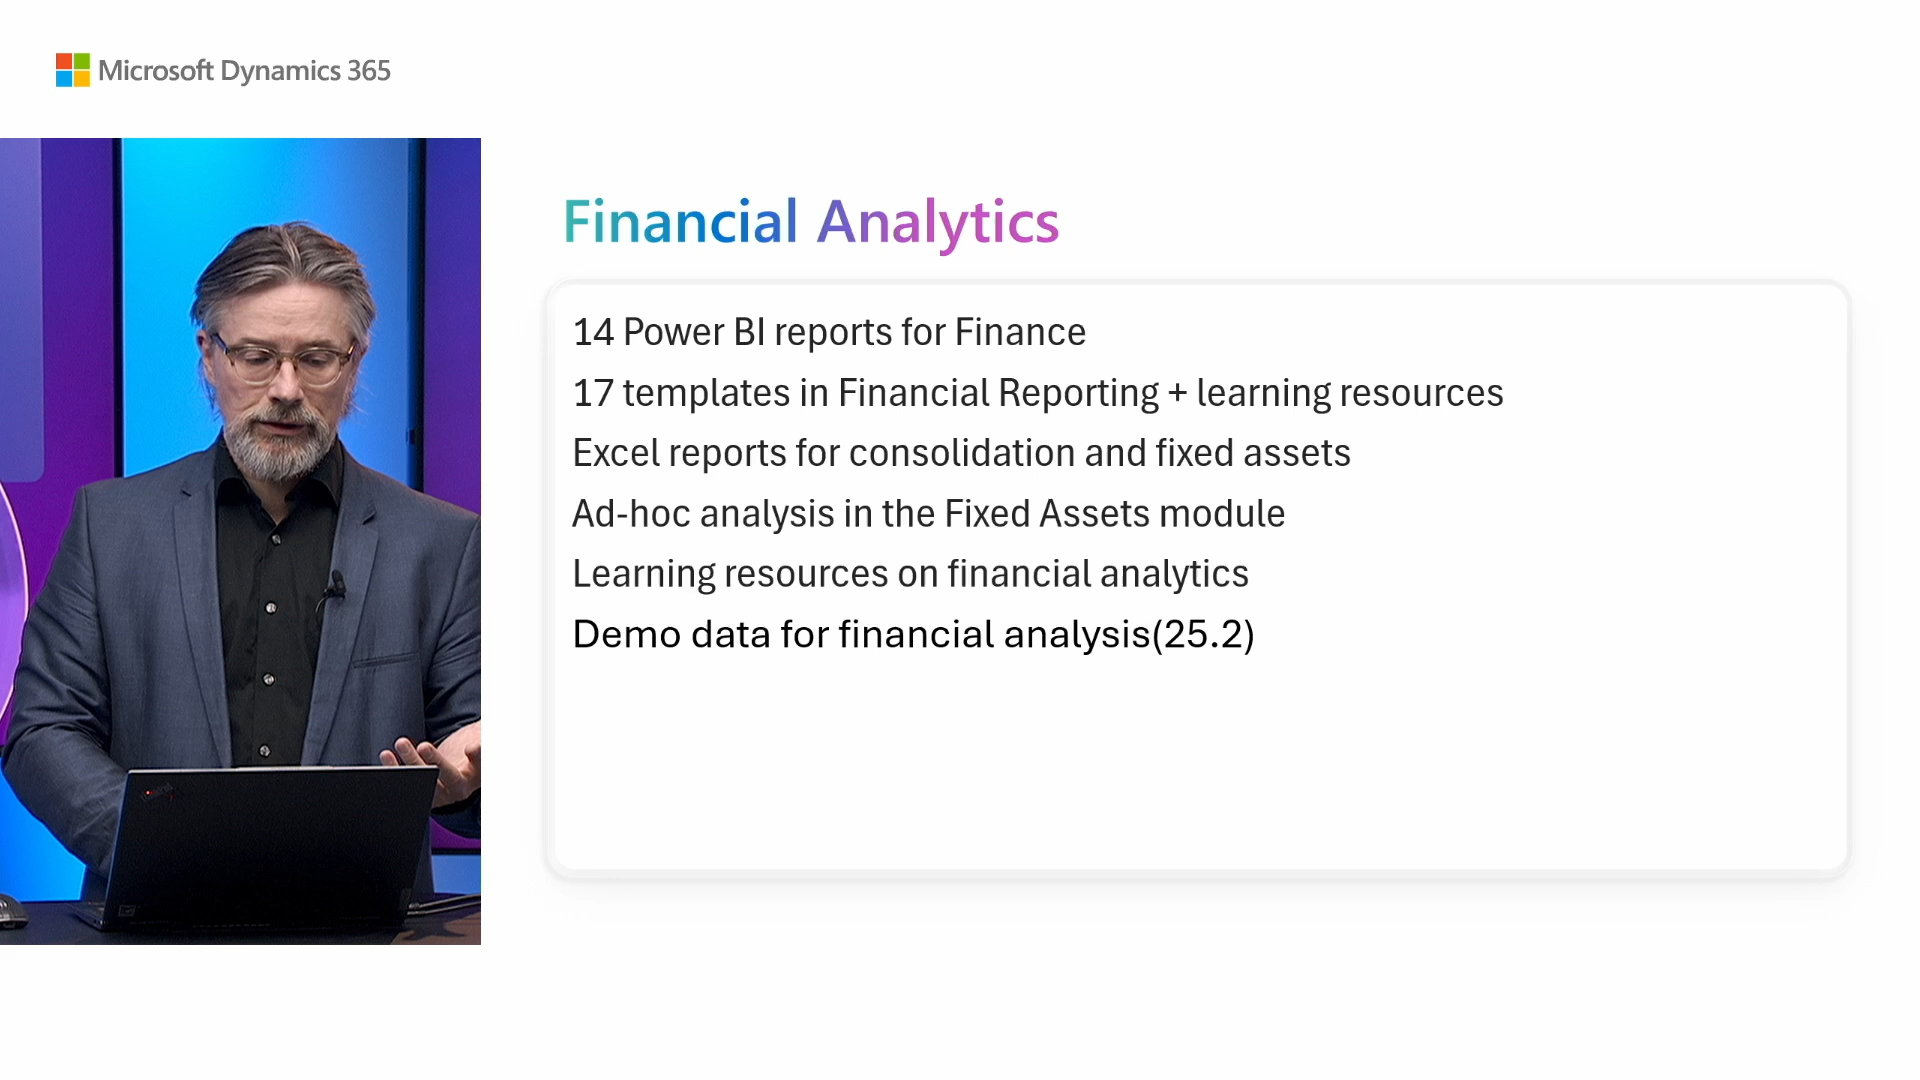 Microsoft Dynamics 365
Financial Analytics
14 Power BI reports for Finance
17 templates in Financial Reporting + learning resources
Excel reports for consolidation and fixed assets
Ad-hoc analysis in the Fixed Assets module
Learning resources on financial analytics
Demo data for financial analysis(25.2)